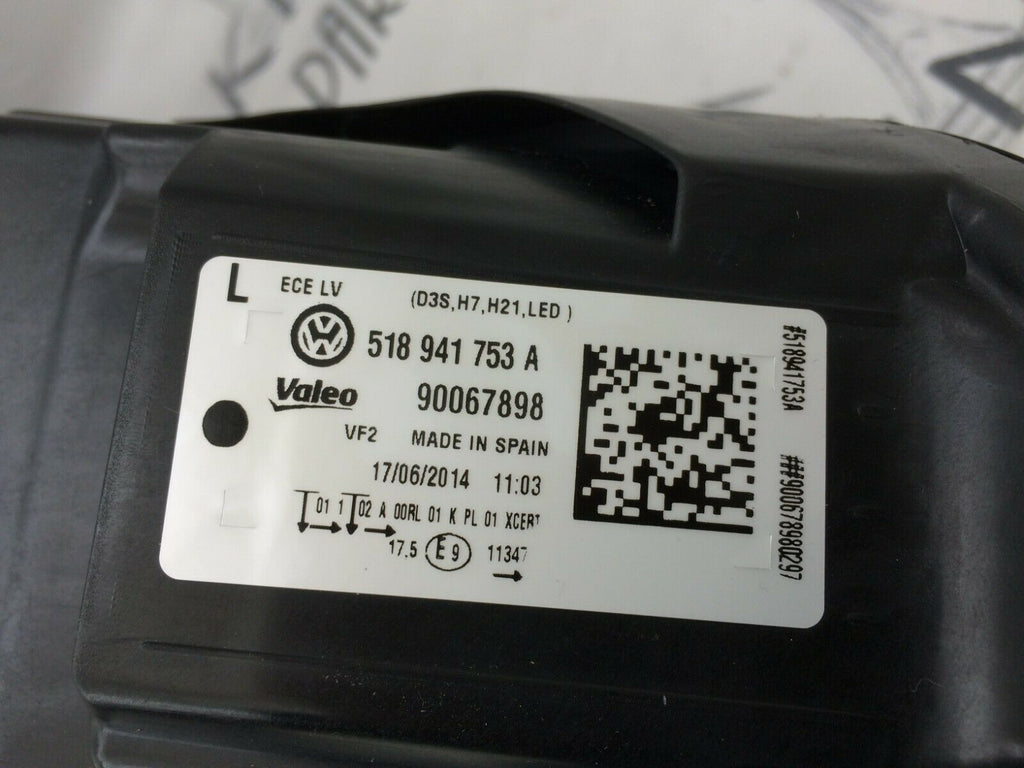 L ECE LV (D3S,H7,H21,LED )
518 941 753 A
Valeo 90067898
VF2 MADE IN SPAIN
17/06/2014 11:03
01 1 02 A 00RL 01 K PL 01 XCERT
17.5 E9 11347
#518941753A
###900678980297